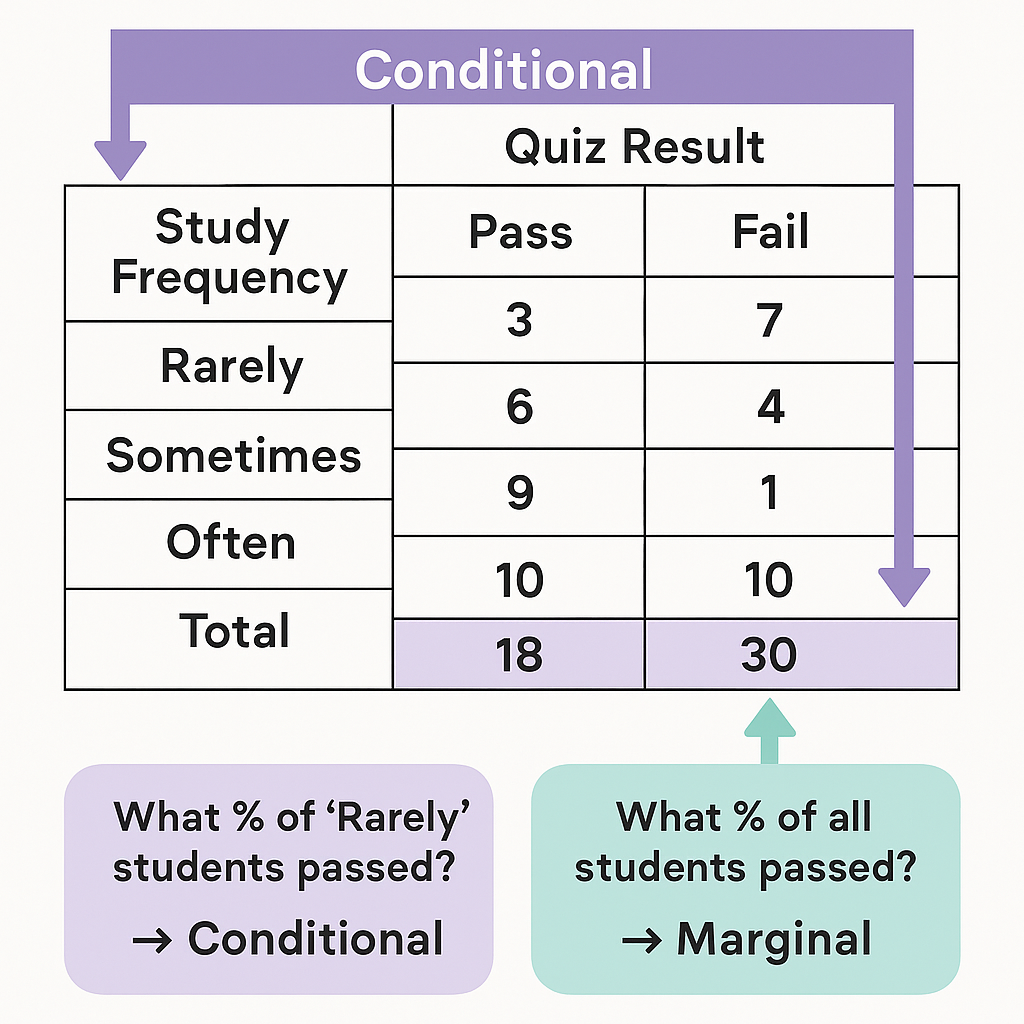 Conditional
Quiz Result
Study
Frequency
Pass
Fail
3
7
Rarely
6
4
Sometimes
9
1
Often
10
10
Total
18
30
What % of ‘Rarely’
students passed?
→ Conditional
What % of all
students passed?
→ Marginal